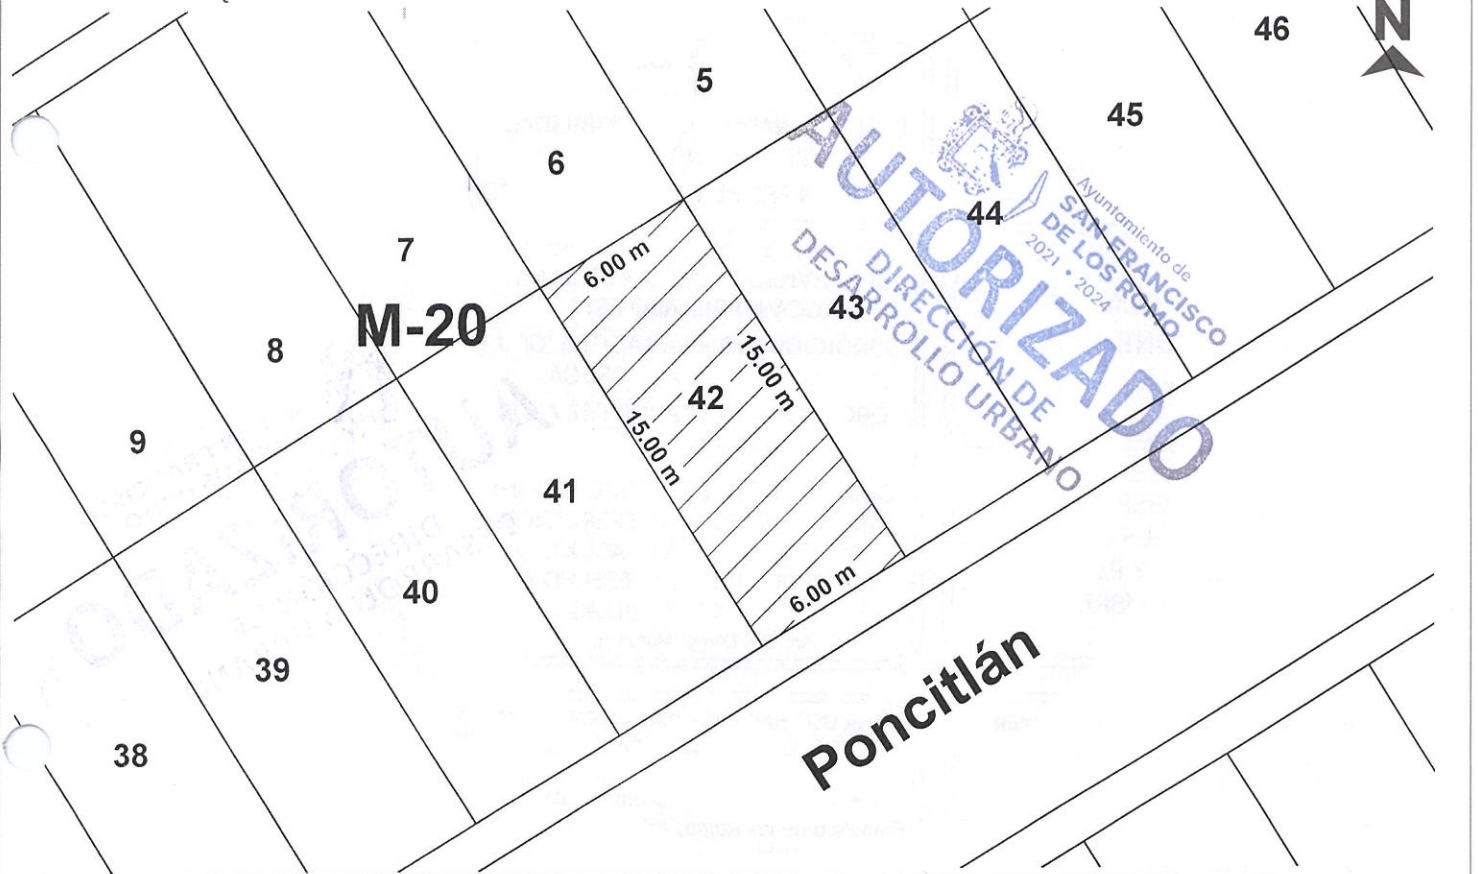 N
46
5
45
6
44
7
6.00 m
43
M-20
8
15.00 m
42
9
15.00 m
41
40
6.00 m
39
38
Poncitlán
AUTORIZADO
DIRECCIÓN DE
DESARROLLO URBANO
Ayuntamiento de
SAN FRANCISCO
DE LOS ROMO
2021 • 2024